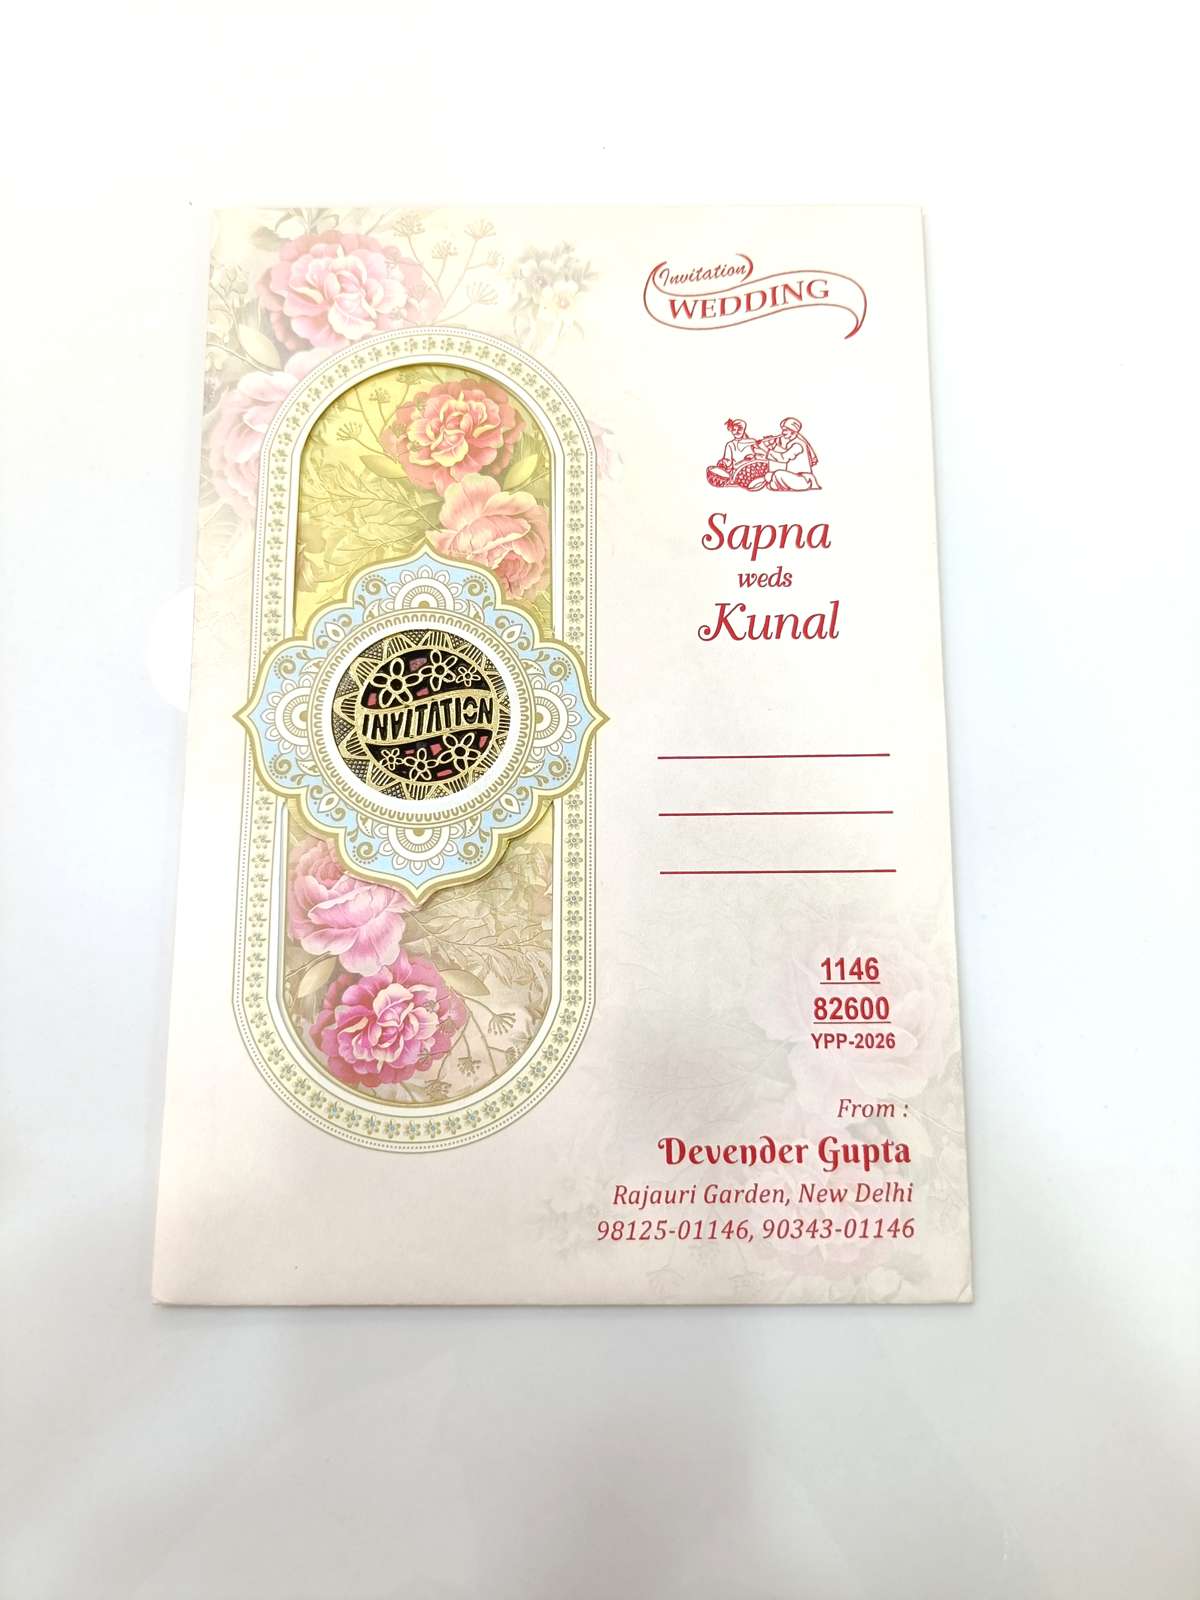 Invitation
WEDDING
Sapna
weds
Kunal
INVITATION
1146
82600
YPP-2026
From :
Devender Gupta
Rajauri Garden, New Delhi
98125-01146, 90343-01146